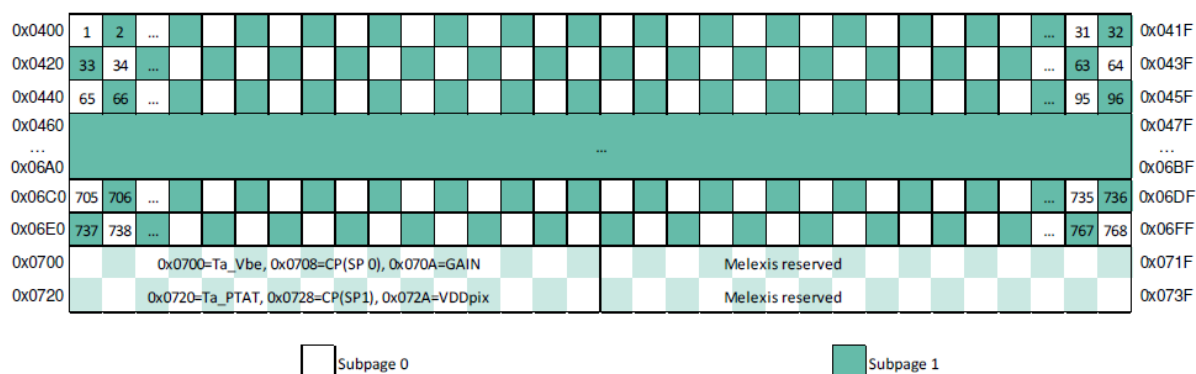 0x0400 1 2 ... ... 31 32 0x041F
0x0420 33 34 ... ... 63 64 0x043F
0x0440 65 66 ... ... 95 96 0x045F
0x0460 0x047F
... ... ...
0x06A0 0x06BF
0x06C0 705 706 ... ... 735 736 0x06DF
0x06E0 737 738 ... ... 767 768 0x06FF
0x0700 0x0700=Ta_Vbe, 0x0708=CP(SP 0), 0x070A=GAIN Melexis reserved 0x071F
0x0720 0x0720=Ta_PTAT, 0x0728=CP(SP1), 0x072A=VDDpix Melexis reserved 0x073F
Subpage 0 Subpage 1